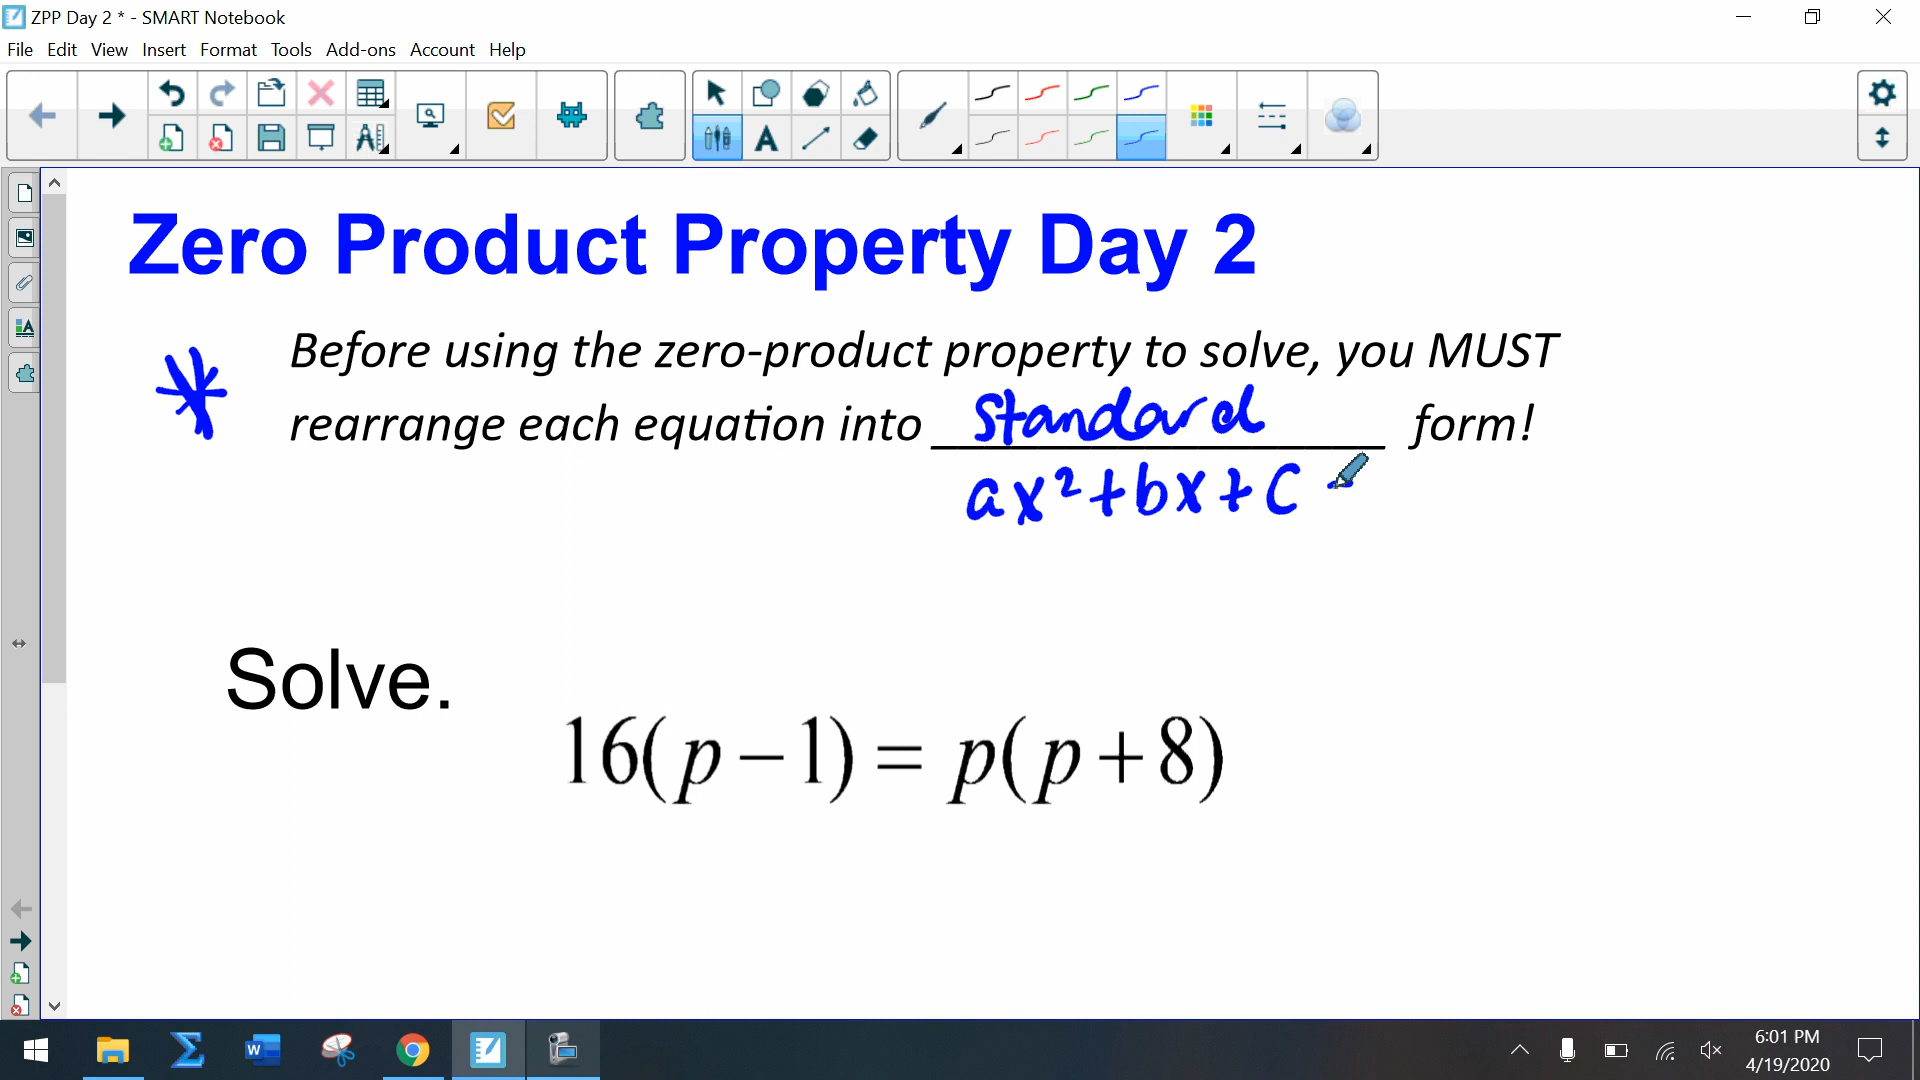 ZPP Day 2 * - SMART Notebook
File Edit View Insert Format Tools Add-ons Account Help
Zero Product Property Day 2
* Before using the zero-product property to solve, you MUST
rearrange each equation into standard form!
ax²+bx+c
Solve.
16(p−1)=p(p+8)
6:01 PM
4/19/2020